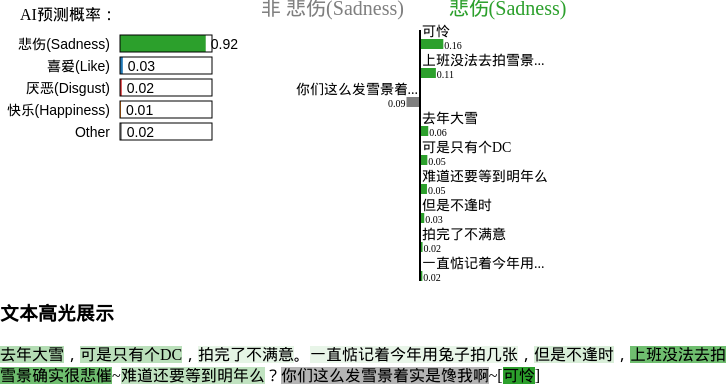 AI预测概率：
悲伤(Sadness) 0.92
喜爱(Like) 0.03
厌恶(Disgust) 0.02
快乐(Happiness) 0.01
Other 0.02
非 悲伤(Sadness) 悲伤(Sadness)
可怜
0.16
上班没法去拍雪景...
0.11
你们这么发雪景着...
0.09
去年大雪
0.06
可是只有个DC
0.05
难道还要等到明年么
0.05
但是不逢时
0.03
拍完了不满意
0.02
一直惦记着今年用...
0.02
文本高光展示
去年大雪，可是只有个DC，拍完了不满意。一直惦记着今年用兔子拍几张，但是不逢时，上班没法去拍
雪景确实很悲催~难道还要等到明年么？你们这么发雪景着实是馋我啊~[可怜]